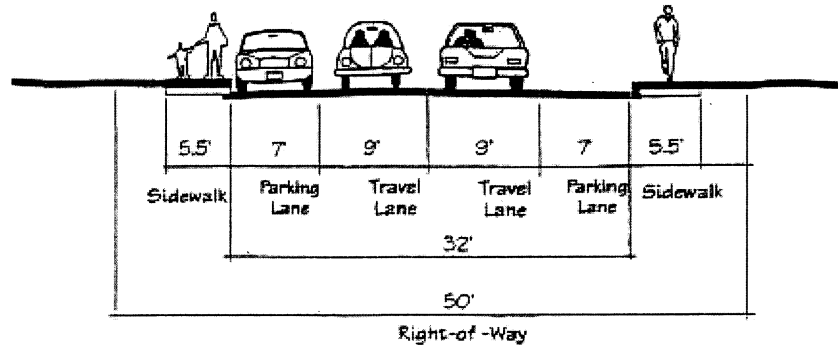 5.5' 7' 9' 9' 7' 5.5'
Sidewalk Parking Lane Travel Lane Travel Lane Parking Lane Sidewalk
32'
50'
Right-of-Way